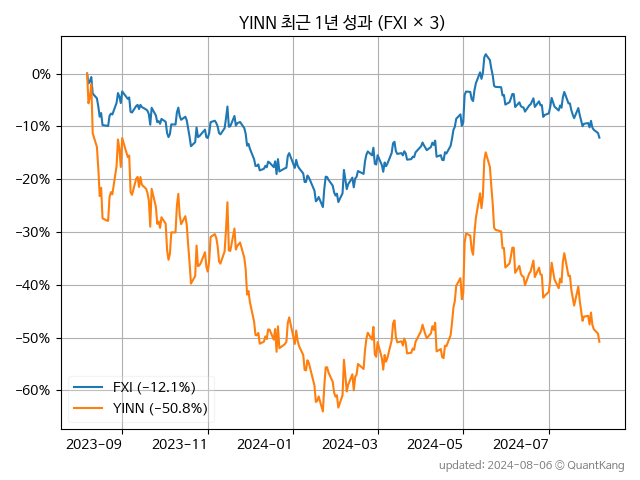 YINN 최근 1년 성과 (FXI × 3)
0%
−10%
−20%
−30%
−40%
−50%
−60%
FXI (−12.1%)
YINN (−50.8%)
2023-09 2023-11 2024-01 2024-03 2024-05 2024-07
updated: 2024-08-06 © QuantKang